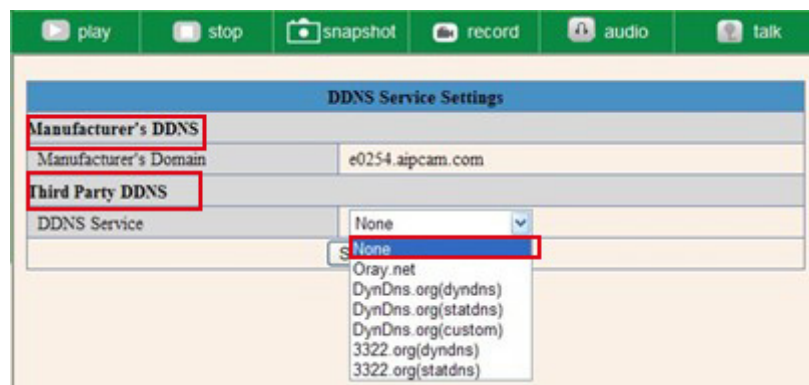 play stop snapshot record audio talk
DDNS Service Settings
Manufacturer's DDNS
Manufacturer's Domain e0254.aipcam.com
Third Party DDNS
DDNS Service None
S
None
Oray.net
DynDns.org(dyndns)
DynDns.org(statdns)
DynDns.org(custom)
3322.org(dyndns)
3322.org(statdns)